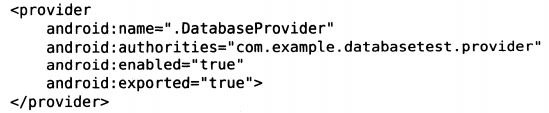 <provider
    android:name=".DatabaseProvider"
    android:authorities="com.example.databasetest.provider"
    android:enabled="true"
    android:exported="true">
</provider>